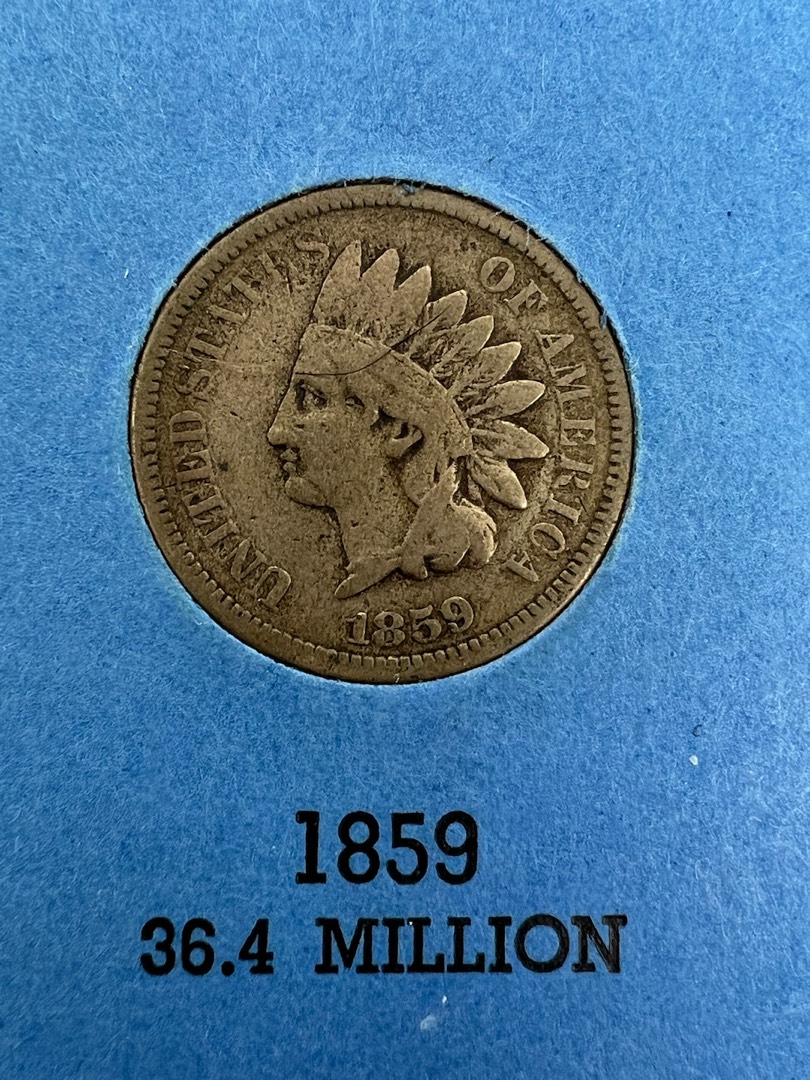 UNITED STATES OF AMERICA
1859
1859
36.4 MILLION